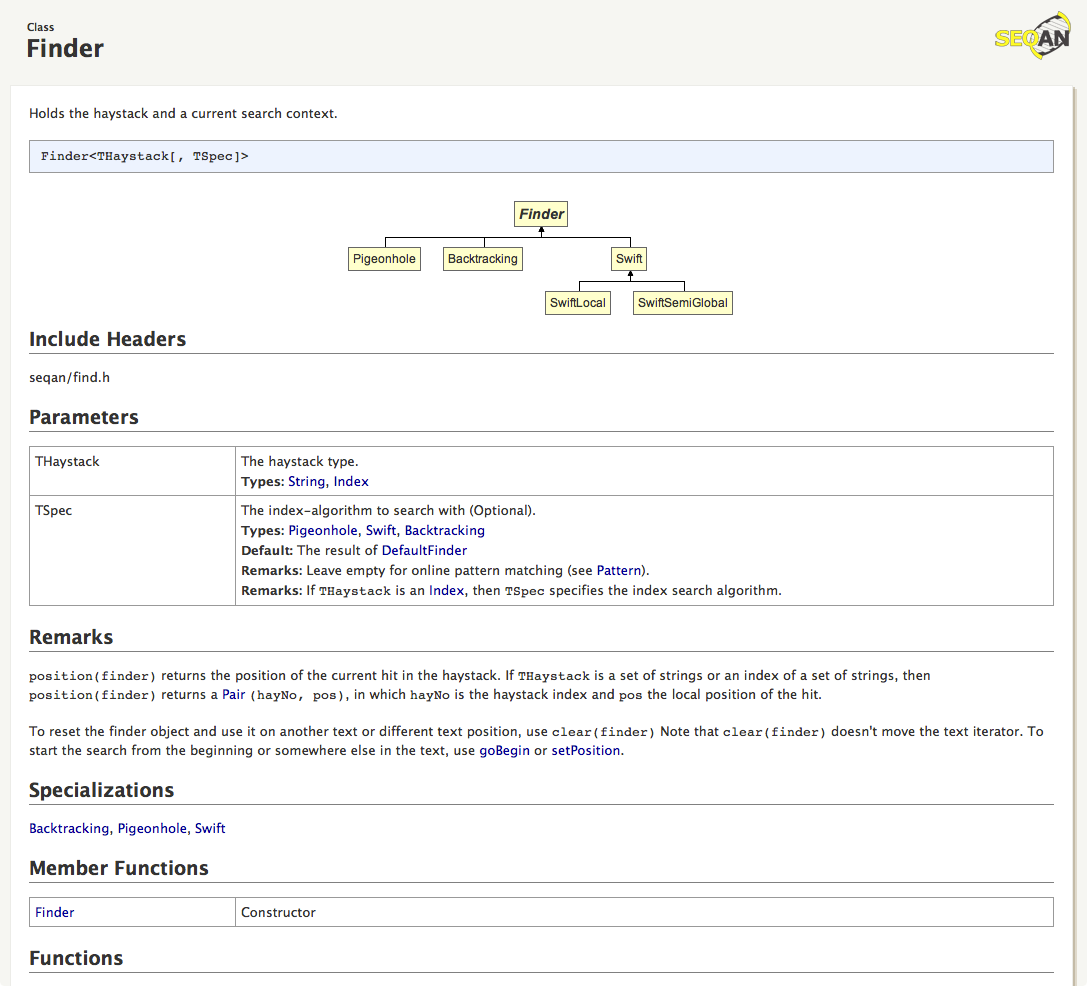 Class
Finder
SEQAN
Holds the haystack and a current search context.
Finder<THaystack[, TSpec]>
Finder
Pigeonhole
Backtracking
Swift
SwiftLocal
SwiftSemiGlobal
Include Headers
seqan/find.h
Parameters
THaystack
The haystack type.
Types: String, Index
TSpec
The index-algorithm to search with (Optional).
Types: Pigeonhole, Swift, Backtracking
Default: The result of DefaultFinder
Remarks: Leave empty for online pattern matching (see Pattern).
Remarks: If THaystack is an Index, then TSpec specifies the index search algorithm.
Remarks
position(finder) returns the position of the current hit in the haystack. If THaystack is a set of strings or an index of a set of strings, then
position(finder) returns a Pair (hayNo, pos), in which hayNo is the haystack index and pos the local position of the hit.
To reset the finder object and use it on another text or different text position, use clear(finder) Note that clear(finder) doesn't move the text iterator. To
start the search from the beginning or somewhere else in the text, use goBegin or setPosition.
Specializations
Backtracking, Pigeonhole, Swift
Member Functions
Finder
Constructor
Functions